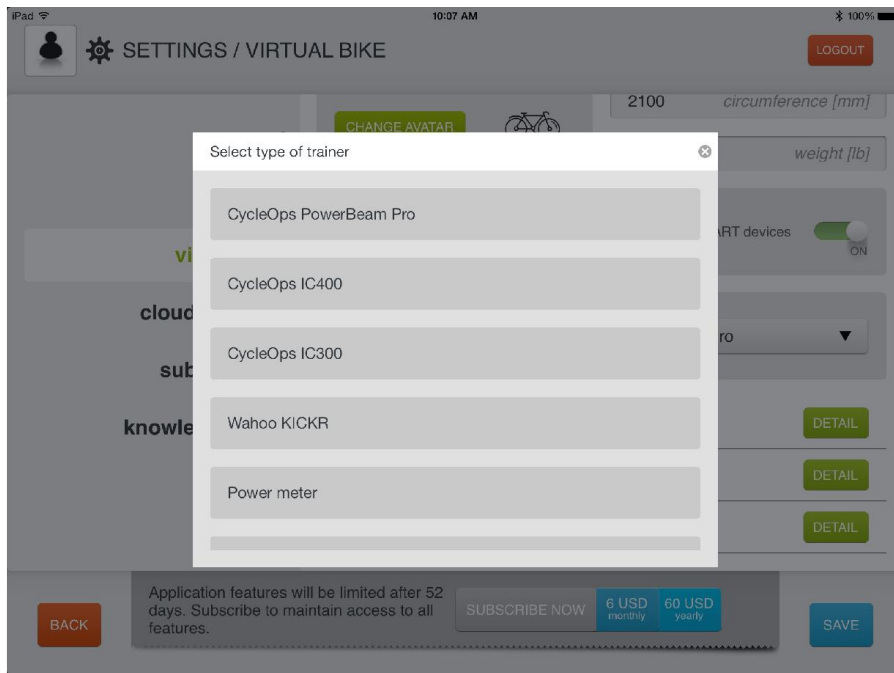 iPad
10:07 AM
100%
SETTINGS / VIRTUAL BIKE
LOGOUT
2100 circumference [mm]
CHANGE AVATAR
weight [lb]
Select type of trainer
CycleOps PowerBeam Pro
CycleOps IC400
CycleOps IC300
Wahoo KICKR
Power meter
vi
cloud
sub
knowle
ART devices
ON
ro
DETAIL
DETAIL
DETAIL
Application features will be limited after 52
days. Subscribe to maintain access to all
features.
SUBSCRIBE NOW
6 USD
monthly
60 USD
yearly
BACK
SAVE